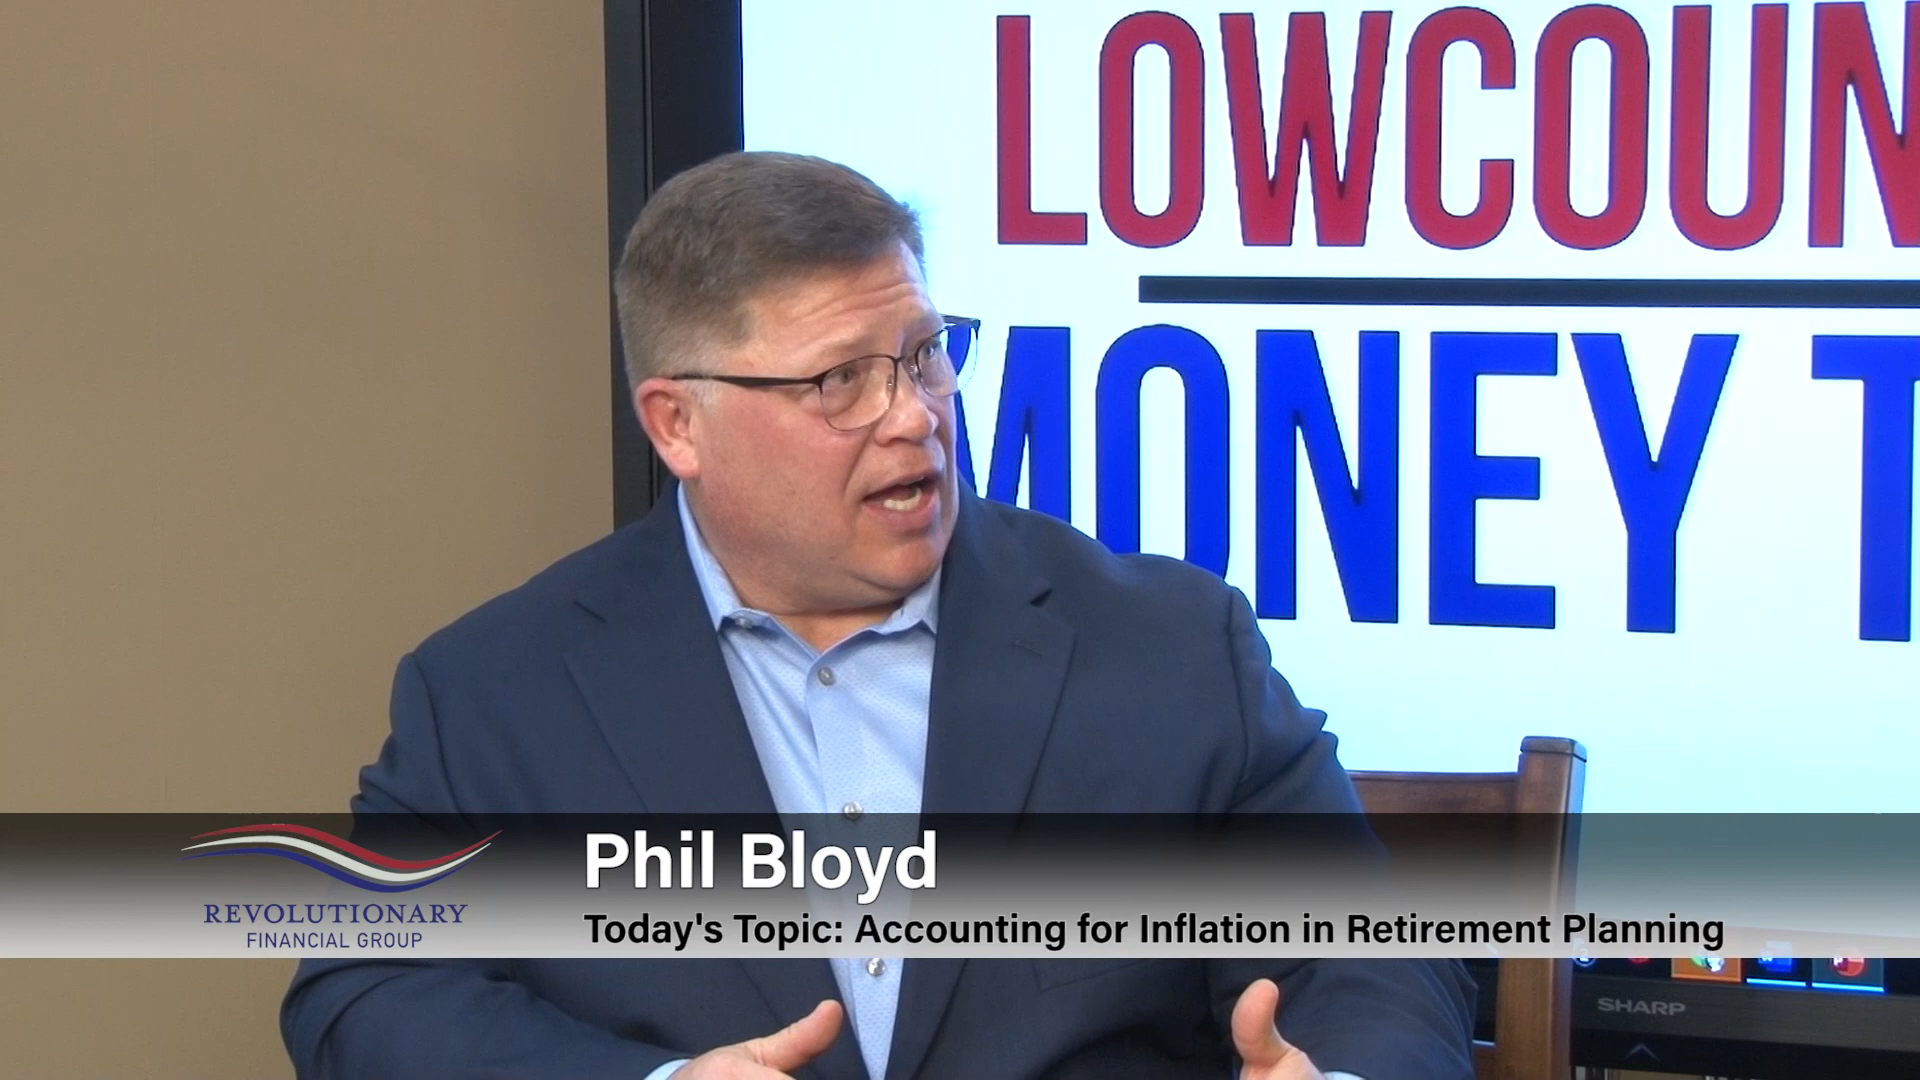 LOWCOUN
MONEY T
Phil Bloyd
Today's Topic: Accounting for Inflation in Retirement Planning
REVOLUTIONARY
FINANCIAL GROUP
SHARP